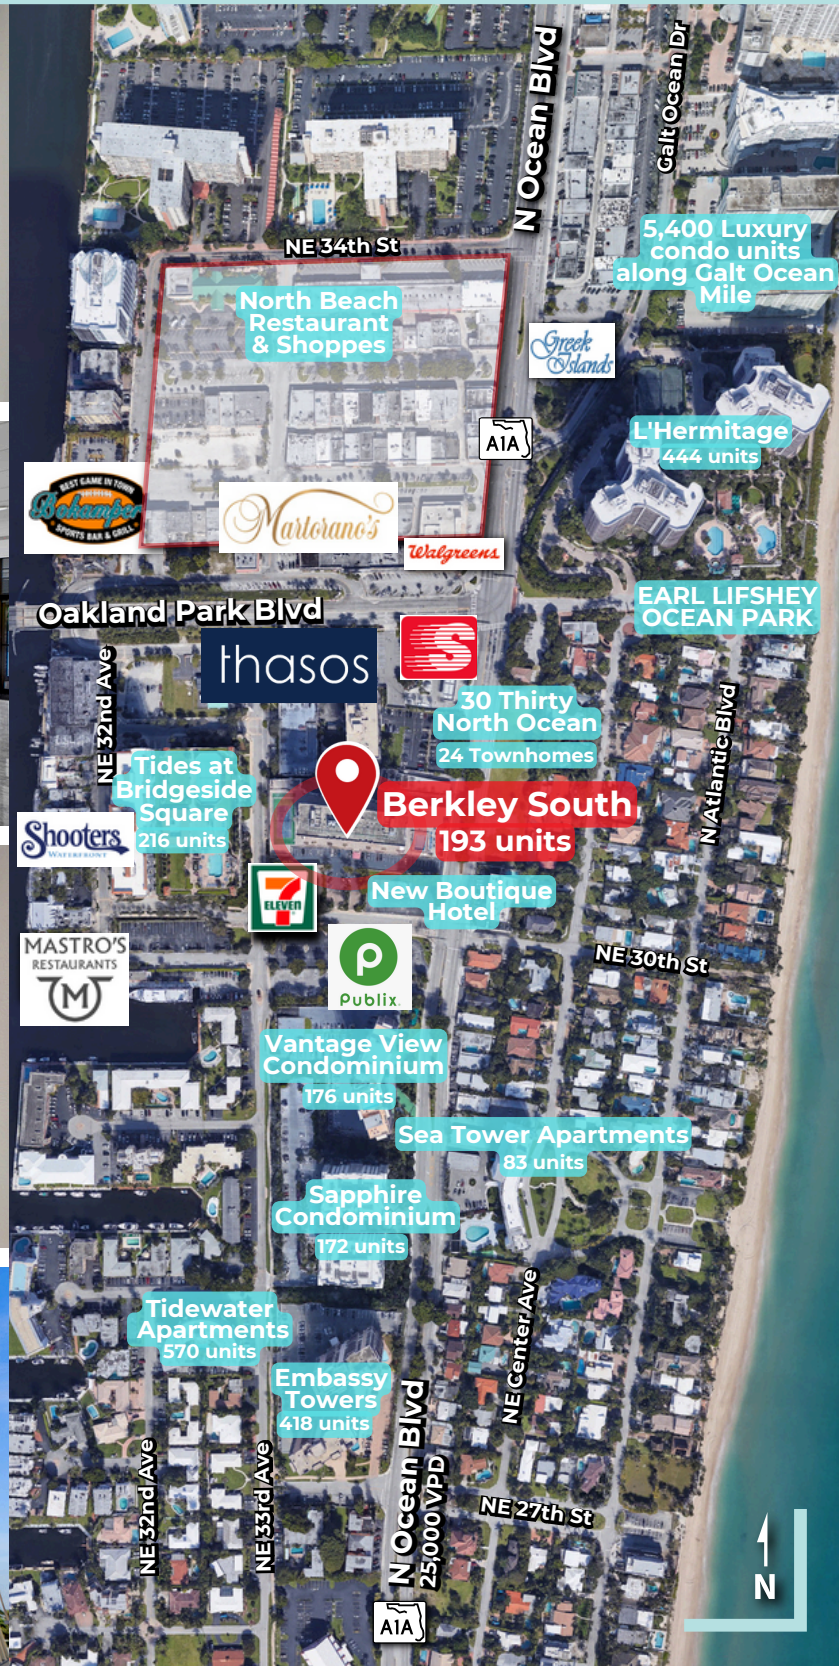 N Ocean Blvd
Galt Ocean Dr
NE 34th St
5,400 Luxury
condo units
along Galt Ocean
Mile
North Beach
Restaurant
& Shoppes
Greek
Islands
A1A
L'Hermitage
444 units
BEST GAME IN TOWN
Bokamper's
SPORTS BAR & GRILL
Martorano's
Walgreens
EARL LIFSHEY
OCEAN PARK
Oakland Park Blvd
thasos
S
NE 32nd Ave
30 Thirty
North Ocean
24 Townhomes
N Atlantic Blvd
Tides at
Bridgeside
Square
216 units
Berkley South
193 units
Shooters
WATERFRONT
7
ELEVEN
New Boutique
Hotel
MASTRO'S
RESTAURANTS
M
P
Publix
NE 30th St
Vantage View
Condominium
176 units
Sea Tower Apartments
83 units
Sapphire
Condominium
172 units
NE Center Ave
Tidewater
Apartments
570 units
Embassy
Towers
418 units
N Ocean Blvd
25,000 VPD
NE 32nd Ave
NE 33rd Ave
NE 27th St
N
A1A